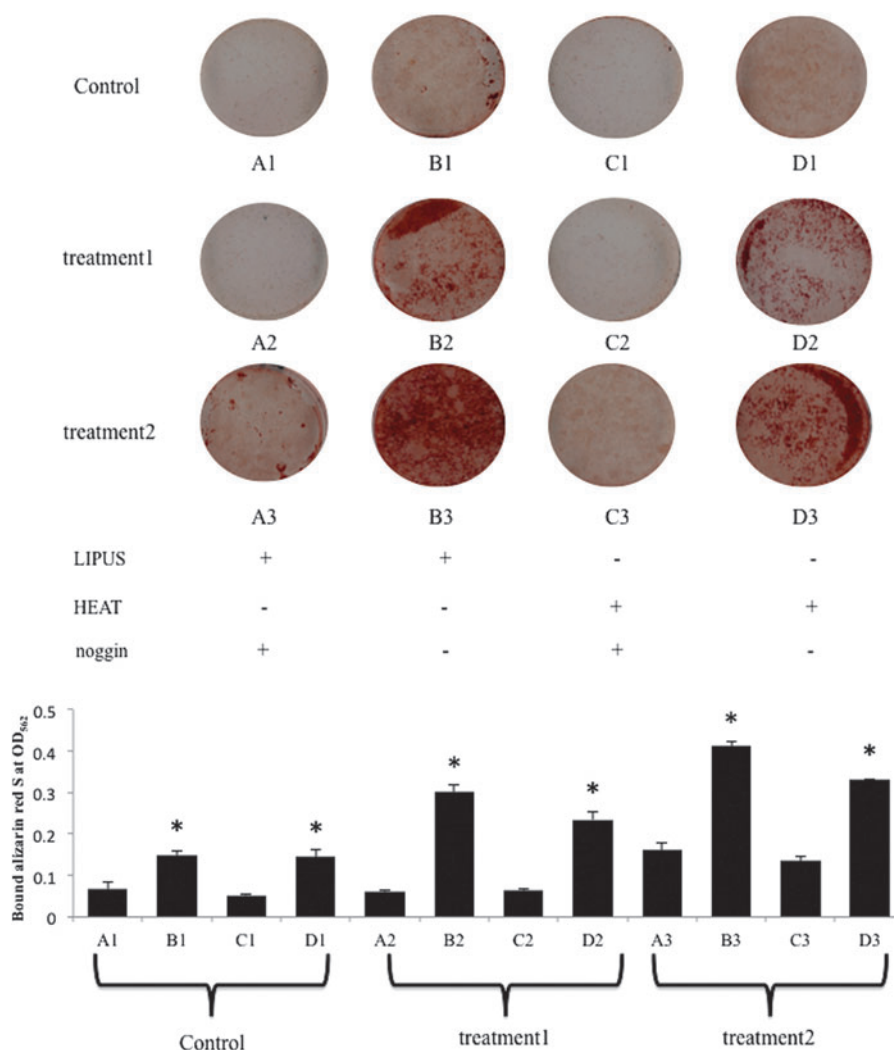 Control
A1 B1 C1 D1
treatment1
A2 B2 C2 D2
treatment2
A3 B3 C3 D3
LIPUS + + - -
HEAT - - + +
noggin + - + -
Bound alizarin red S at OD562
0.5
0.4
0.3
0.2
0.1
0
* * * * * *
A1 B1 C1 D1 A2 B2 C2 D2 A3 B3 C3 D3
Control treatment1 treatment2